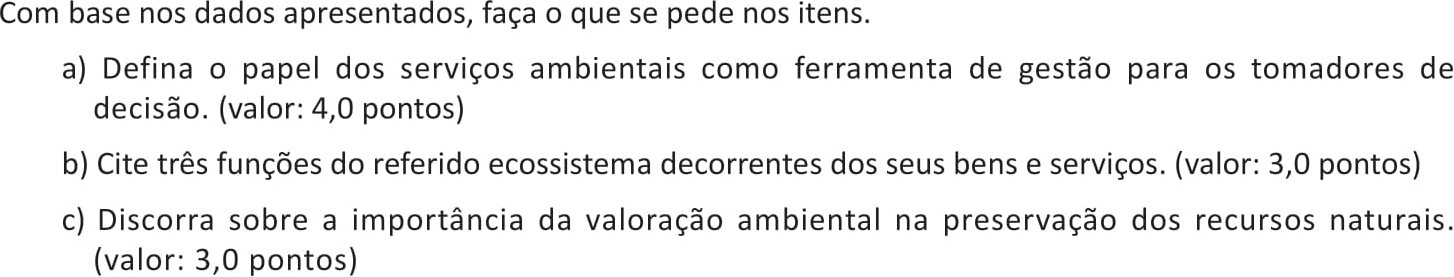 Com base nos dados apresentados, faça o que se pede nos itens.
a) Defina o papel dos serviços ambientais como ferramenta de gestão para os tomadores de
decisão. (valor: 4,0 pontos)
b) Cite três funções do referido ecossistema decorrentes dos seus bens e serviços. (valor: 3,0 pontos)
c) Discorra sobre a importância da valoração ambiental na preservação dos recursos naturais.
(valor: 3,0 pontos)